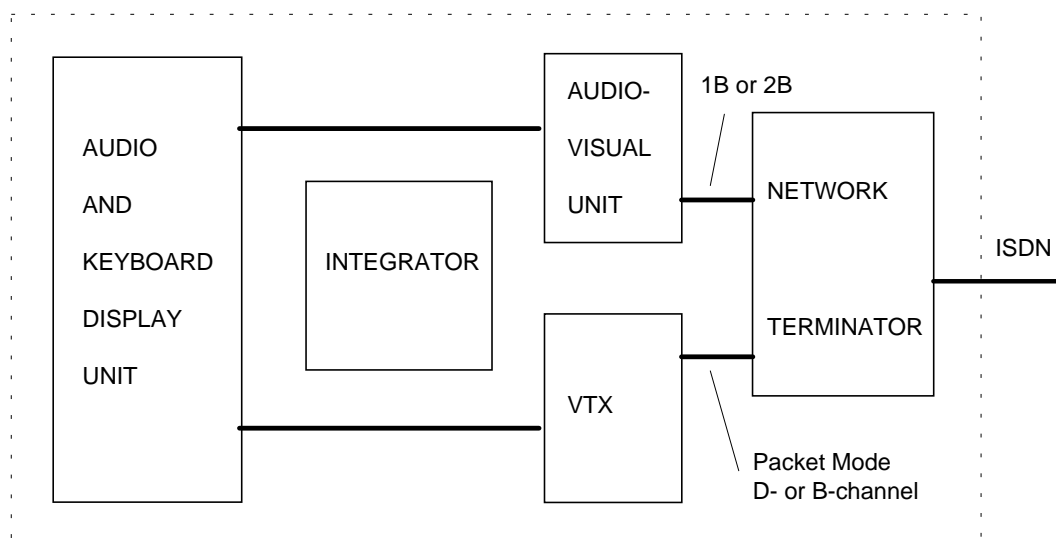 AUDIO
AND
KEYBOARD
DISPLAY
UNIT
INTEGRATOR
AUDIO-
VISUAL
UNIT
1B or 2B
NETWORK
TERMINATOR
ISDN
VTX
Packet Mode
D- or B-channel